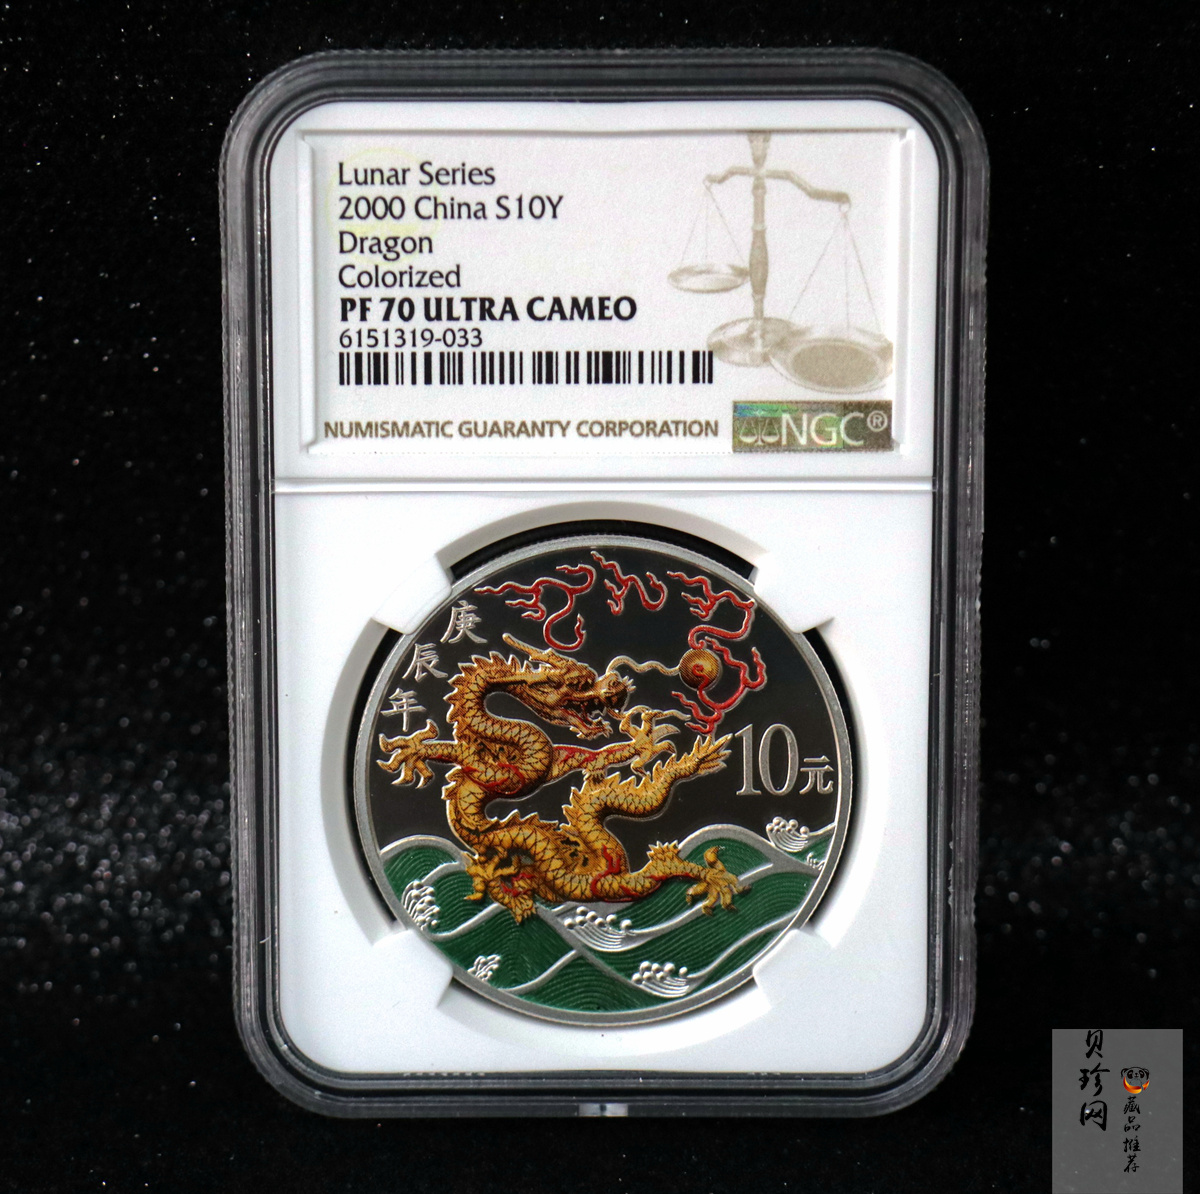 Lunar Series
2000 China S10Y
Dragon
Colorized
PF 70 ULTRA CAMEO
6151319-033
NUMISMATIC GUARANTY CORPORATION
NGC®
庚辰年
10元
贝珍网
藏品推荐